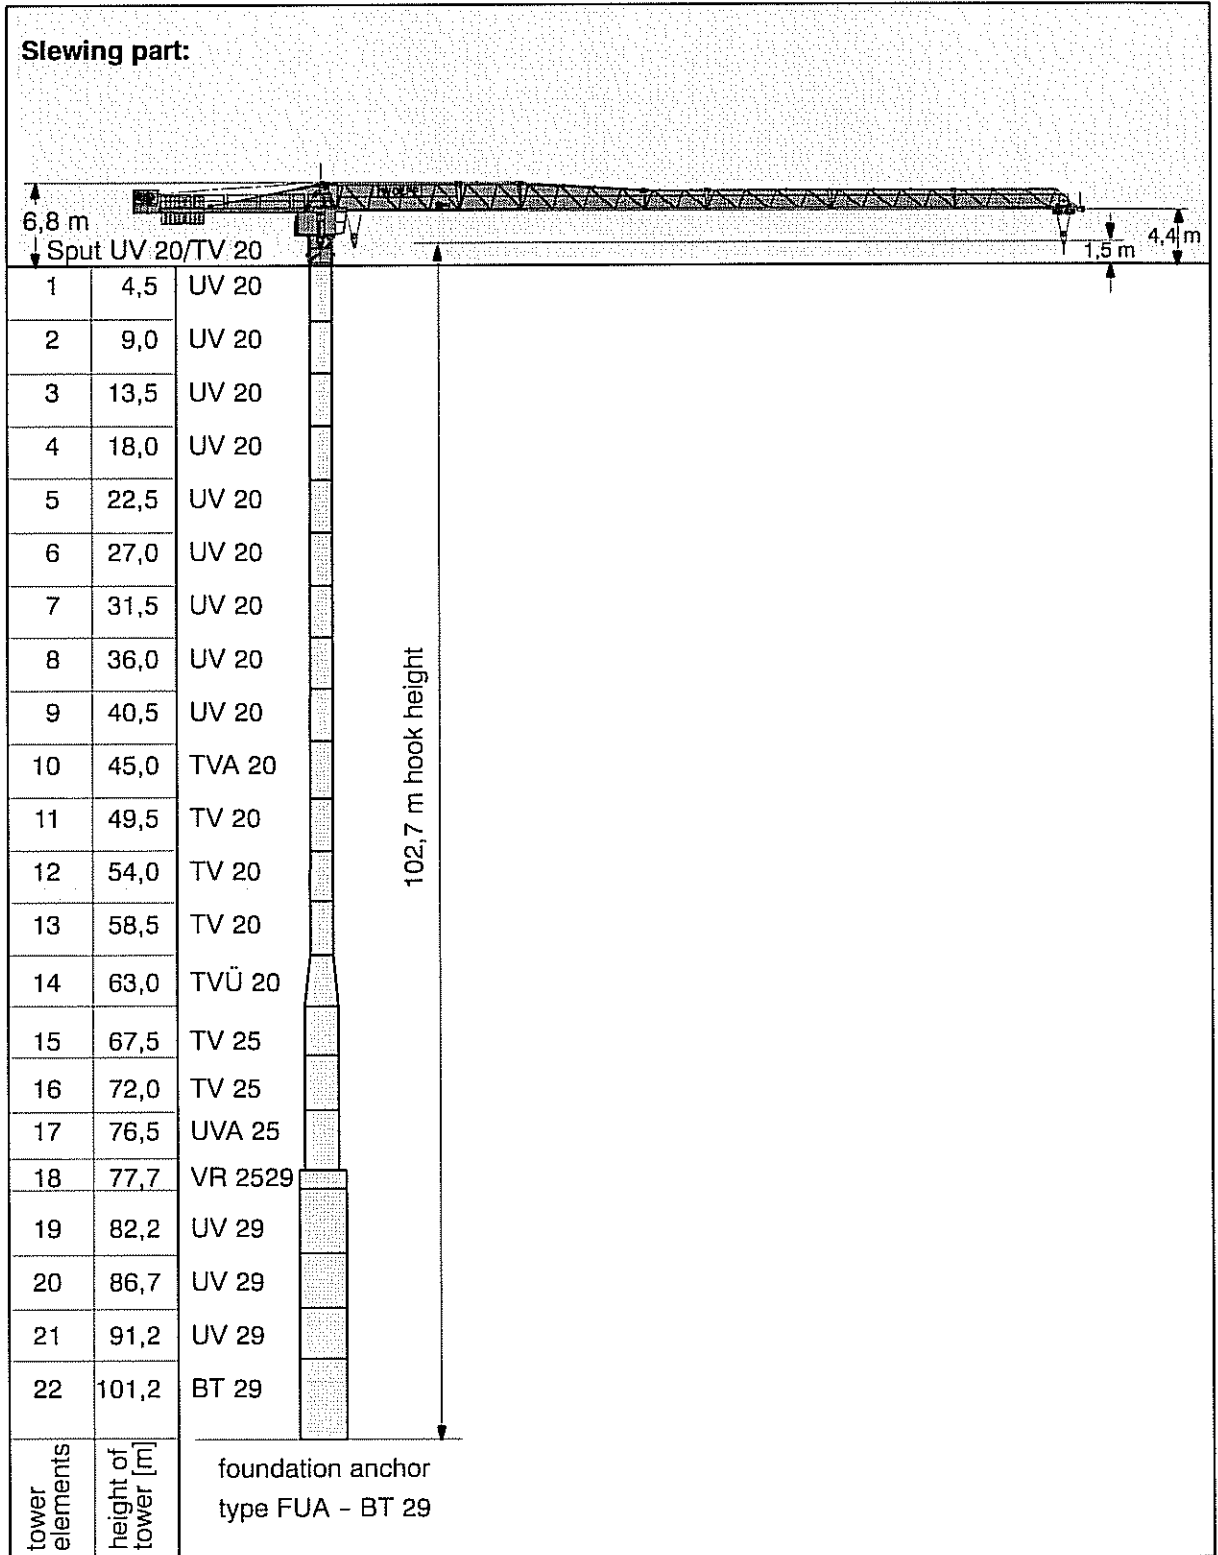 Slewing part:
6,8 m
Sput UV 20/TV 20
4,4 m
1,5 m
1 4,5 UV 20
2 9,0 UV 20
3 13,5 UV 20
4 18,0 UV 20
5 22,5 UV 20
6 27,0 UV 20
7 31,5 UV 20
8 36,0 UV 20
9 40,5 UV 20
10 45,0 TVA 20
11 49,5 TV 20
12 54,0 TV 20
13 58,5 TV 20
14 63,0 TVÜ 20
15 67,5 TV 25
16 72,0 TV 25
17 76,5 UVA 25
18 77,7 VR 2529
19 82,2 UV 29
20 86,7 UV 29
21 91,2 UV 29
22 101,2 BT 29
102,7 m hook height
tower
elements
height of
tower [m]
foundation anchor
type FUA - BT 29